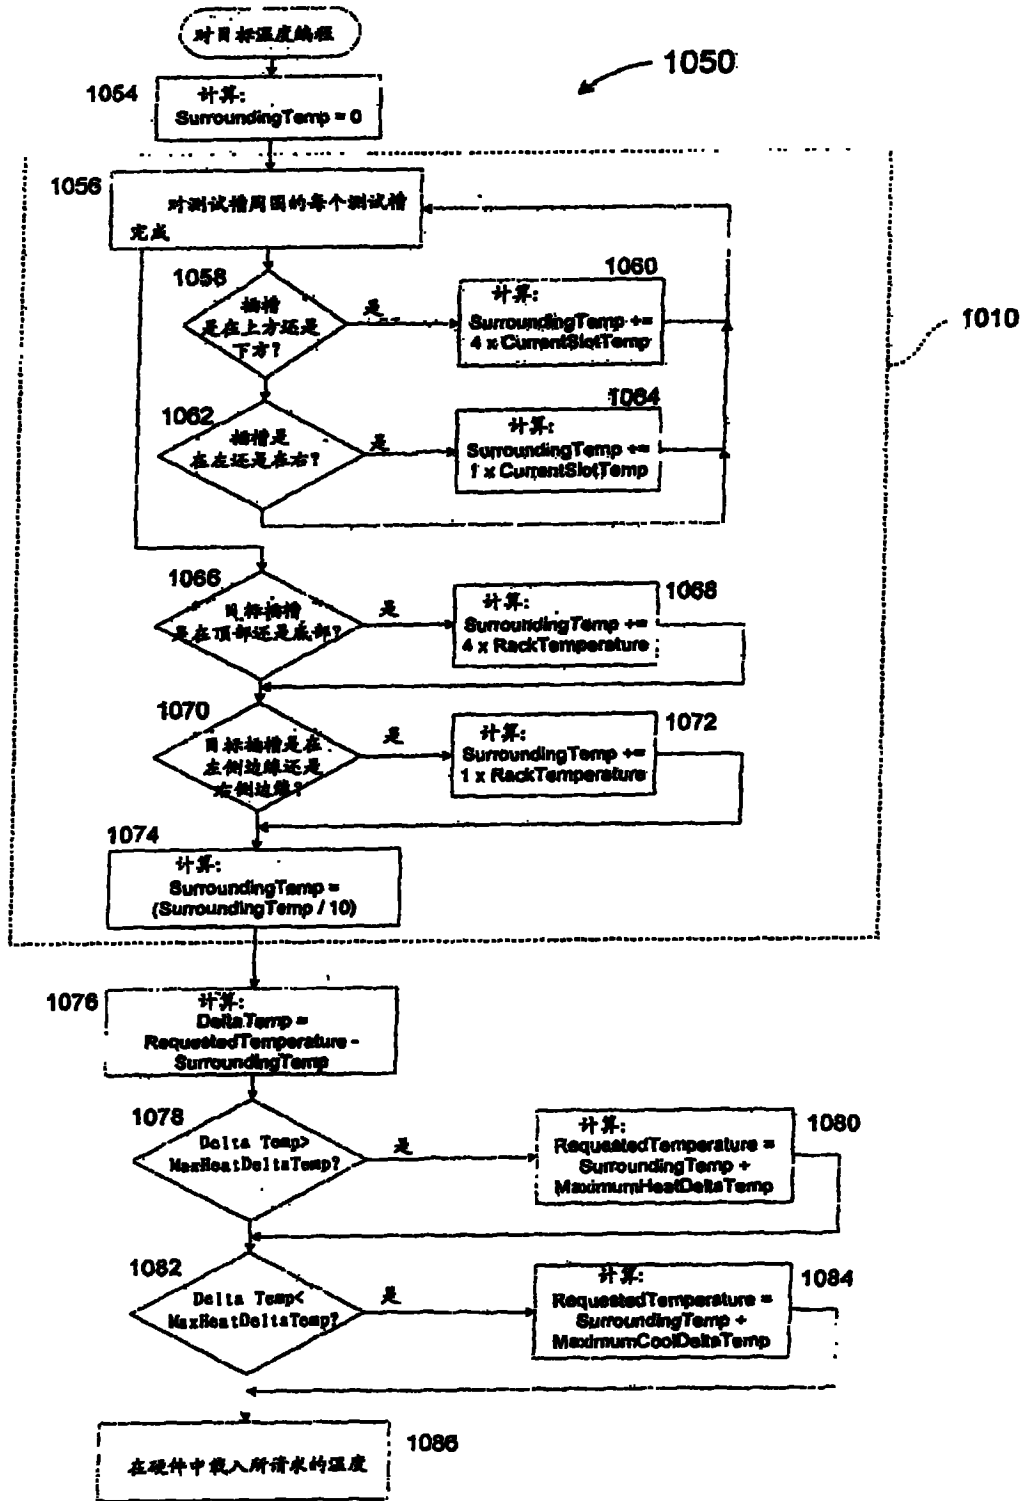 对目标温度编程
1050
1054
计算:
SurroundingTemp = 0
1056
对测试槽周围的每个测试槽
完成
1058
插槽
是在上方还是
下方?
是
1060
计算:
SurroundingTemp +=
4 x CurrentSlotTemp
1010
1062
插槽是
在左还是在右?
是
1064
计算:
SurroundingTemp +=
1 x CurrentSlotTemp
1066
目标插槽
是在顶部还是底部?
是
1068
计算:
SurroundingTemp +=
4 x RackTemperature
1070
目标插槽是在
左侧边缘还是
右侧边缘?
是
1072
计算:
SurroundingTemp +=
1 x RackTemperature
1074
计算:
SurroundingTemp =
(SurroundingTemp / 10)
1076
计算:
DeltaTemp =
RequestedTemperature -
SurroundingTemp
1078
Delta Temp>
MaxHeatDeltaTemp?
是
1080
计算:
RequestedTemperature =
SurroundingTemp +
MaximumHeatDeltaTemp
1082
Delta Temp<
MaxHeatDeltaTemp?
是
1084
计算:
RequestedTemperature =
SurroundingTemp +
MaximumCoolDeltaTemp
1086
在硬件中载入所请求的温度